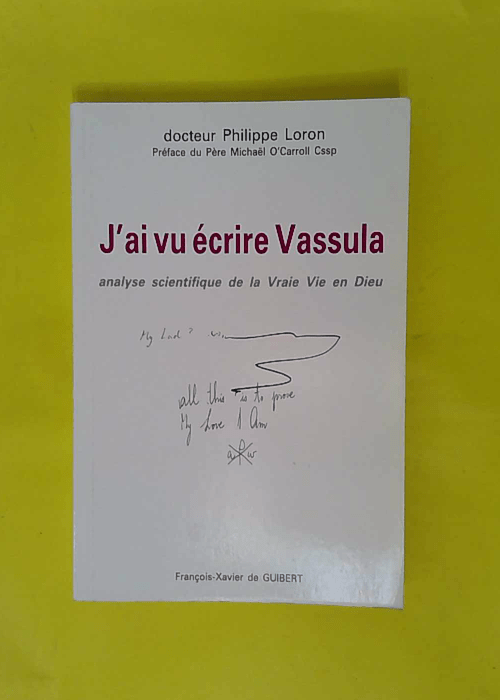 docteur Philippe Loron
Préface du Père Michaël O'Carroll Cssp
J'ai vu écrire Vassula
analyse scientifique de la Vraie Vie en Dieu
My Lord ?
all this is to prove
My Love I Am
François-Xavier de GUIBERT